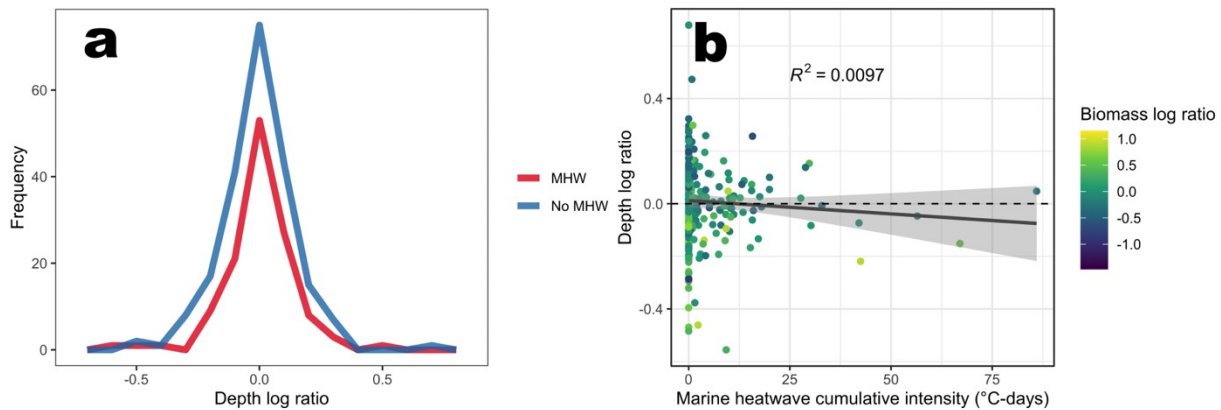 a
60
40
20
0
Frequency
-0.5
0.0
0.5
Depth log ratio
MHW
No MHW
b
R² = 0.0097
0.4
0.0
-0.4
Depth log ratio
0
25
50
75
Marine heatwave cumulative intensity (°C-days)
Biomass log ratio
1.0
0.5
0.0
-0.5
-1.0